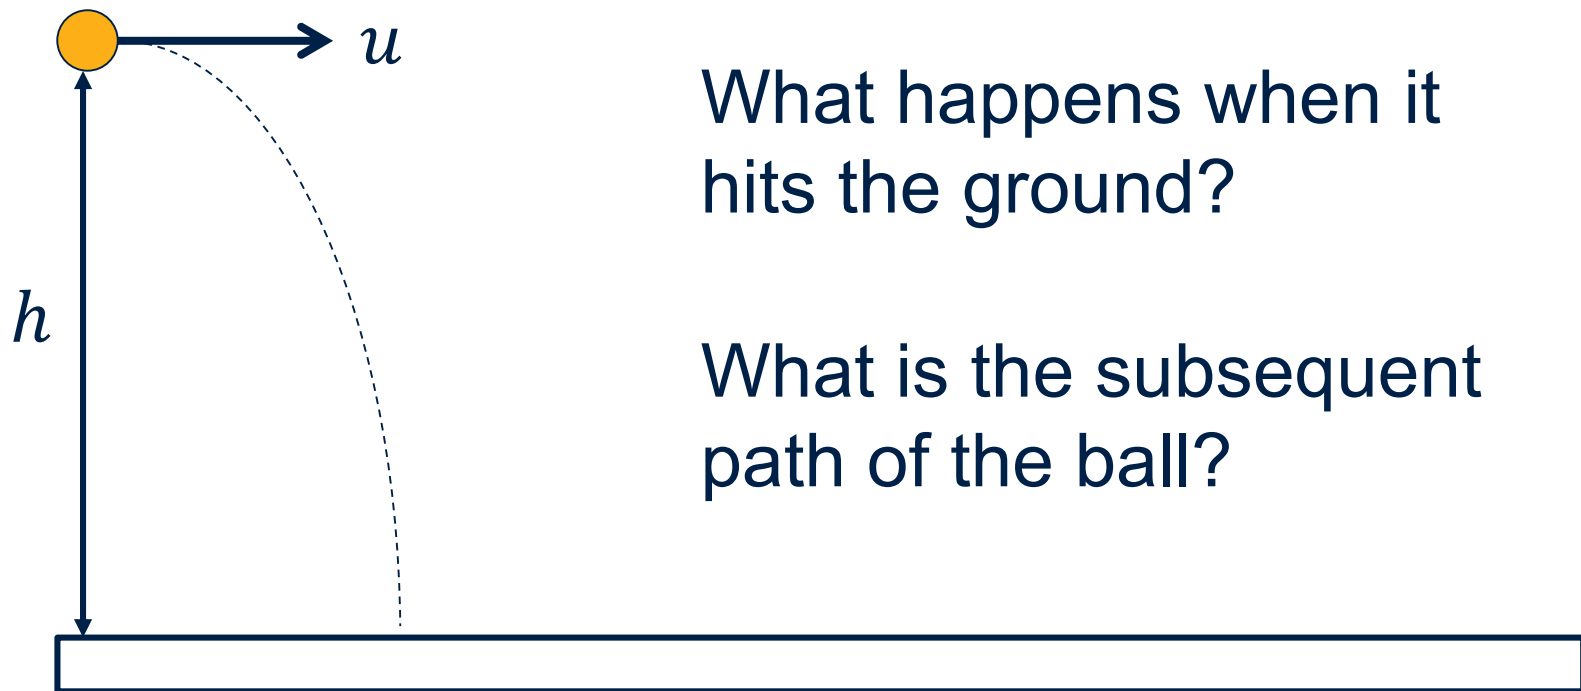 u
What happens when it
hits the ground?
h
What is the subsequent
path of the ball?